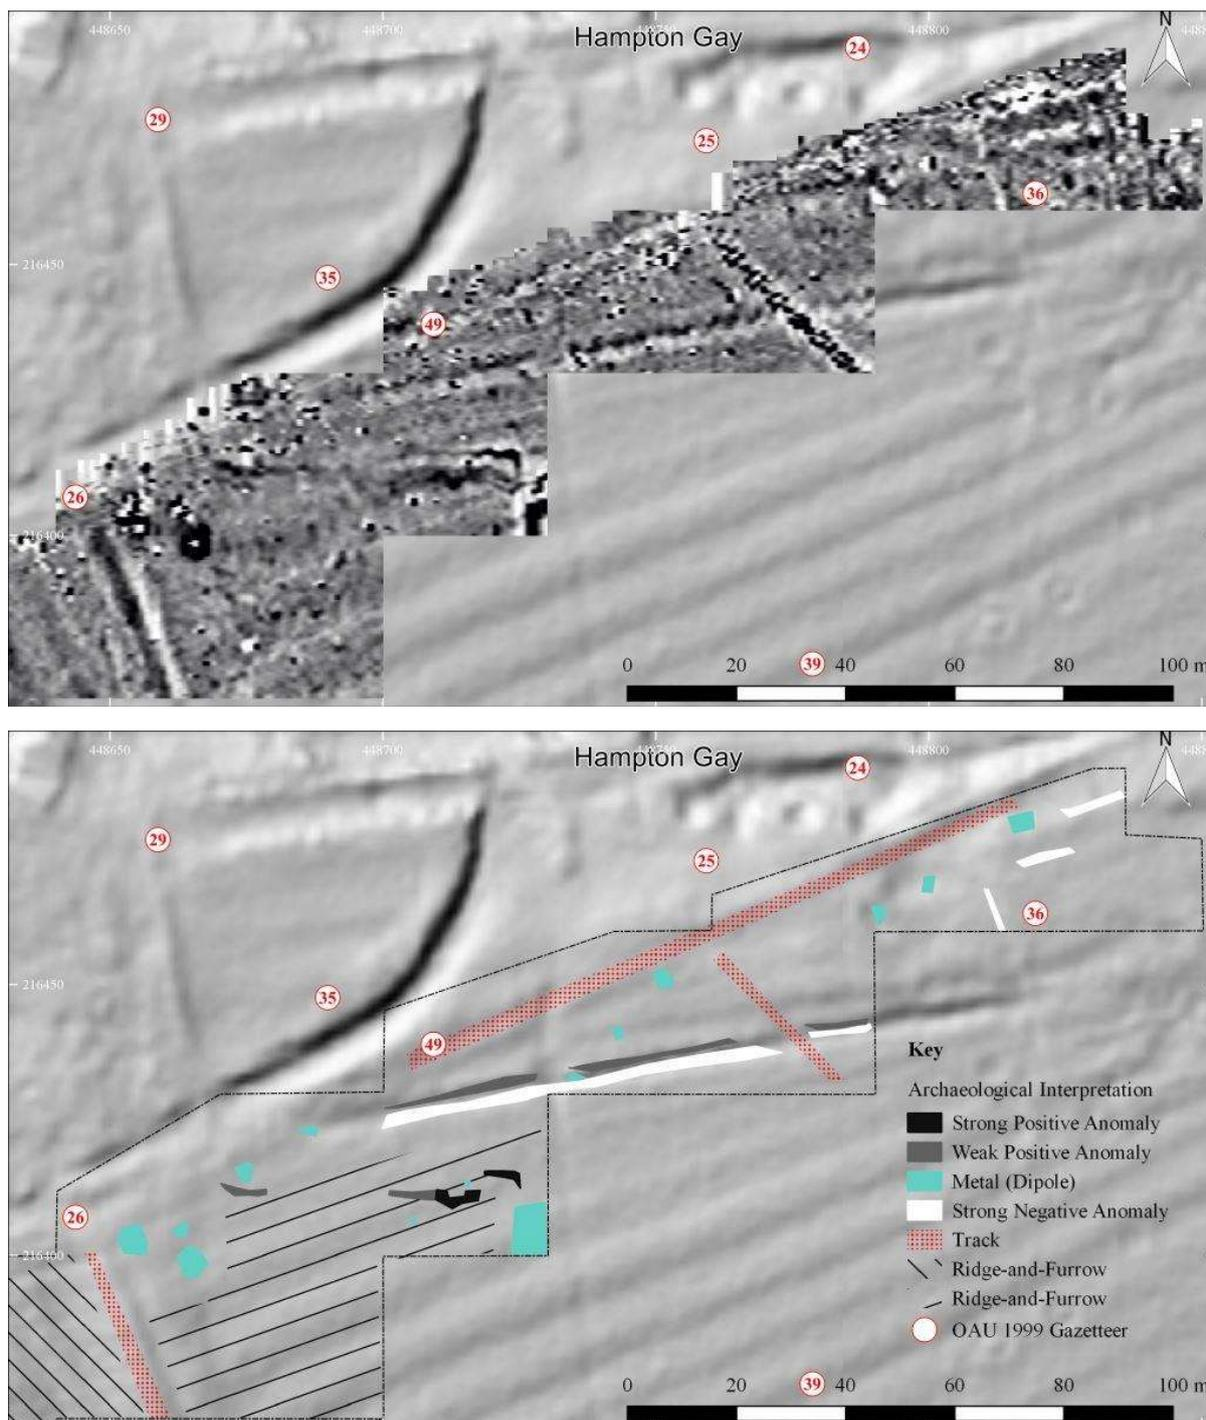 448650
448700
448750
448800
Hampton Gay
N
24
29
25
36
216450
35
49
26
216400
39
0 20 40 60 80 100 m
448650
448700
448800
Hampton Gay
N
24
29
25
36
216450
35
49
Key
Archaeological Interpretation
Strong Positive Anomaly
Weak Positive Anomaly
Metal (Dipole)
26
Strong Negative Anomaly
Track
216400
Ridge-and-Furrow
Ridge-and-Furrow
OAU 1999 Gazetteer
39
0 20 40 60 80 100 m